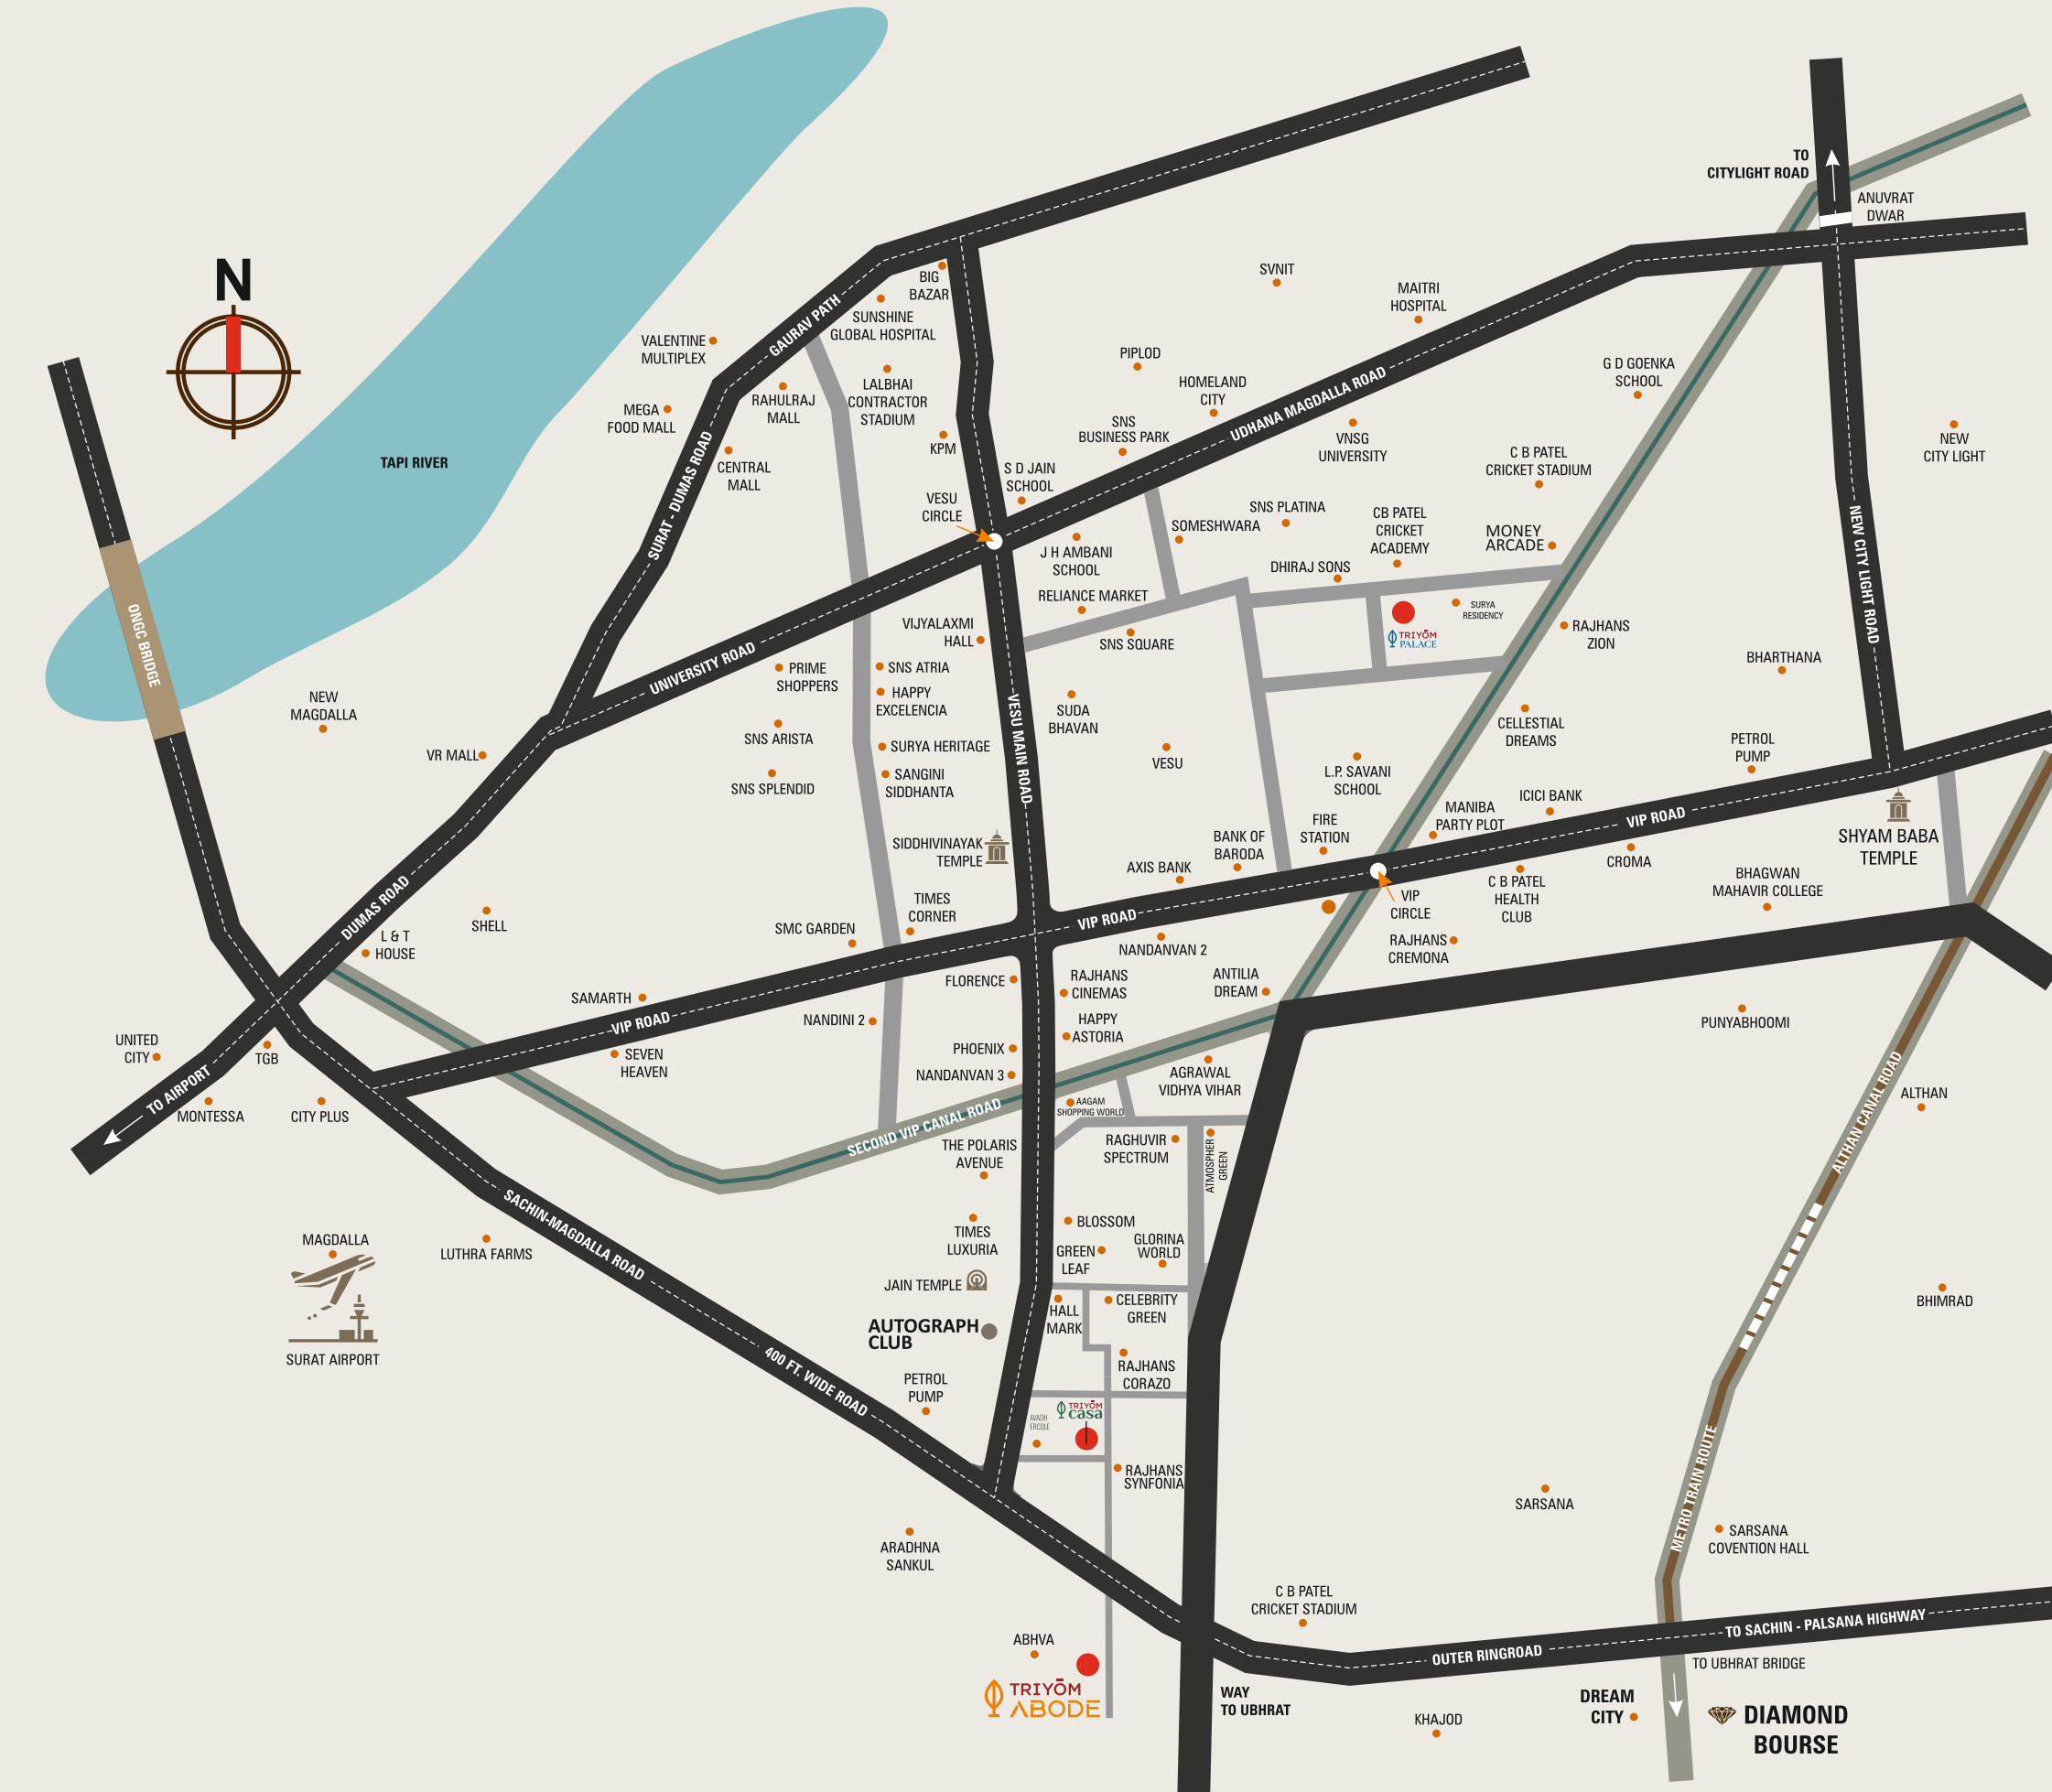 TO
CITYLIGHT ROAD
ANUVRAT
DWAR
N
BIG
BAZAR
SVNIT
MAITRI
HOSPITAL
SUNSHINE
GLOBAL HOSPITAL
GAURAV PATH
VALENTINE
MULTIPLEX
PIPLOD
G D GOENKA
SCHOOL
HOMELAND
CITY
UDHANA MAGDALLA ROAD
LALBHAI
CONTRACTOR
STADIUM
RAHULRAJ
MALL
MEGA
FOOD MALL
SNS
BUSINESS PARK
VNSG
UNIVERSITY
NEW
CITY LIGHT
KPM
TAPI RIVER
CENTRAL
MALL
S D JAIN
SCHOOL
C B PATEL
CRICKET STADIUM
SURAT - DUMAS ROAD
VESU
CIRCLE
SNS PLATINA
SOMESHWARA
CB PATEL
CRICKET
ACADEMY
MONEY
ARCADE
J H AMBANI
SCHOOL
DHIRAJ SONS
NEW CITY LIGHT ROAD
RELIANCE MARKET
SURYA
RESIDENCY
TRIYŌM
PALACE
RAJHANS
ZION
VIJYALAXMI
HALL
SNS SQUARE
ONGC BRIDGE
UNIVERSITY ROAD
PRIME
SHOPPERS
SNS ATRIA
BHARTHANA
HAPPY
EXCELENCIA
NEW
MAGDALLA
SUDA
BHAVAN
CELLESTIAL
DREAMS
VESU MAIN ROAD
SNS ARISTA
SURYA HERITAGE
PETROL
PUMP
VR MALL
VESU
L.P. SAVANI
SCHOOL
SNS SPLENDID
SANGINI
SIDDHANTA
ICICI BANK
MANIBA
PARTY PLOT
VIP ROAD
FIRE
STATION
SHYAM BABA
TEMPLE
SIDDHIVINAYAK
TEMPLE
BANK OF
BARODA
AXIS BANK
CROMA
C B PATEL
HEALTH
CLUB
BHAGWAN
MAHAVIR COLLEGE
VIP
CIRCLE
DUMAS ROAD
SHELL
TIMES
CORNER
VIP ROAD
SMC GARDEN
L & T
HOUSE
NANDANVAN 2
RAJHANS
CREMONA
FLORENCE
RAJHANS
CINEMAS
ANTILIA
DREAM
SAMARTH
VIP ROAD
NANDINI 2
HAPPY
ASTORIA
PUNYABHOOMI
UNITED
CITY
TGB
SEVEN
HEAVEN
PHOENIX
NANDANVAN 3
AGRAWAL
VIDHYA VIHAR
TO AIRPORT
MONTESSA
CITY PLUS
ALTHAN
ALTHAN CANAL ROAD
AAGAM
SHOPPING WORLD
SECOND VIP CANAL ROAD
THE POLARIS
AVENUE
RAGHUVIR
SPECTRUM
ATMOSPHER
GREEN
SACHIN-MAGDALLA ROAD
MAGDALLA
LUTHRA FARMS
TIMES
LUXURIA
BLOSSOM
GREEN
LEAF
GLORINA
WORLD
JAIN TEMPLE
HALL
MARK
CELEBRITY
GREEN
BHIMRAD
AUTOGRAPH
CLUB
SURAT AIRPORT
400 FT. WIDE ROAD
PETROL
PUMP
RAJHANS
CORAZO
AVADH
ERCOLE
TRIYŌM
casa
METRO TRAIN ROUTE
RAJHANS
SYNFONIA
SARSANA
SARSANA
COVENTION HALL
ARADHNA
SANKUL
C B PATEL
CRICKET STADIUM
TO SACHIN - PALSANA HIGHWAY
ABHVA
OUTER RINGROAD
TO UBHRAT BRIDGE
TRIYŌM
ABODE
WAY
TO UBHRAT
KHAJOD
DREAM
CITY
DIAMOND
BOURSE